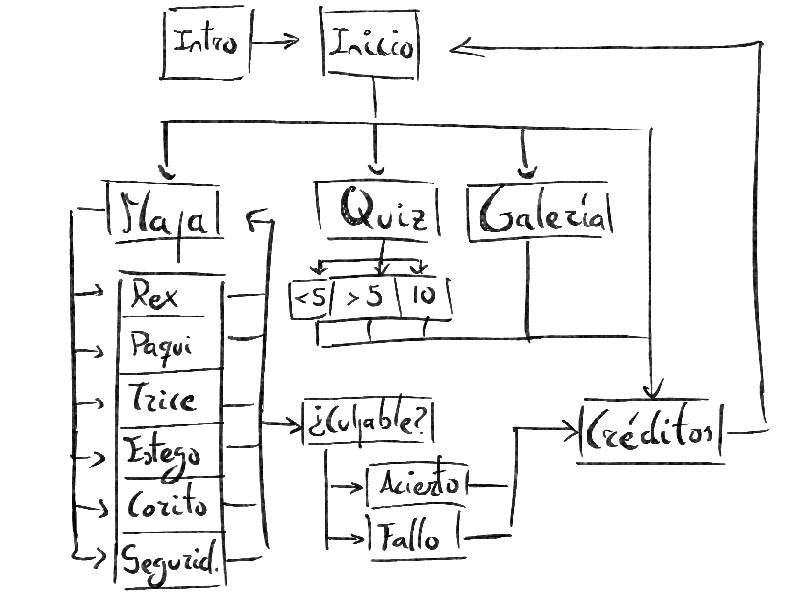 Intro
Inicio
Mapa
Quiz
Galería
Rex
Paqui
Trice
Estego
Corito
Segurid.
<5
>5
10
¿Culpable?
Acierto
Fallo
Créditos